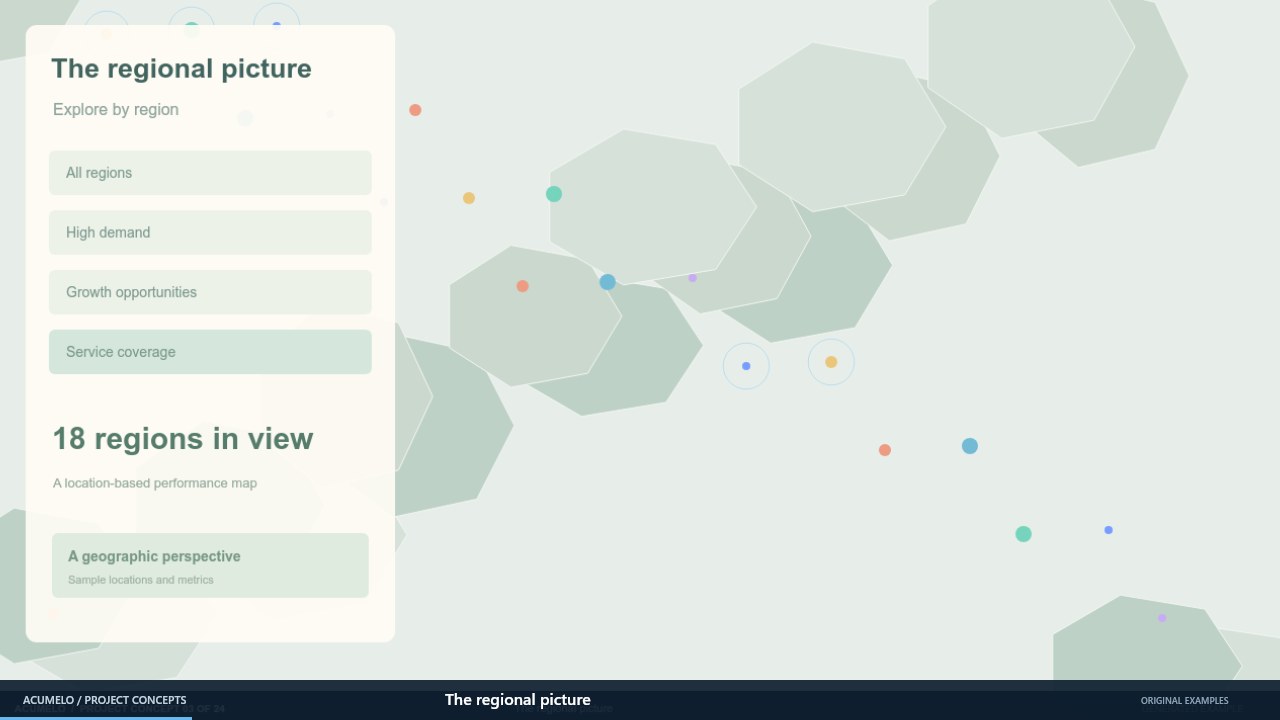 The regional picture
Explore by region
All regions
High demand
Growth opportunities
Service coverage
18 regions in view
A location-based performance map
A geographic perspective
Sample locations and metrics
ACUMELO / PROJECT CONCEPTS
The regional picture
ORIGINAL EXAMPLES